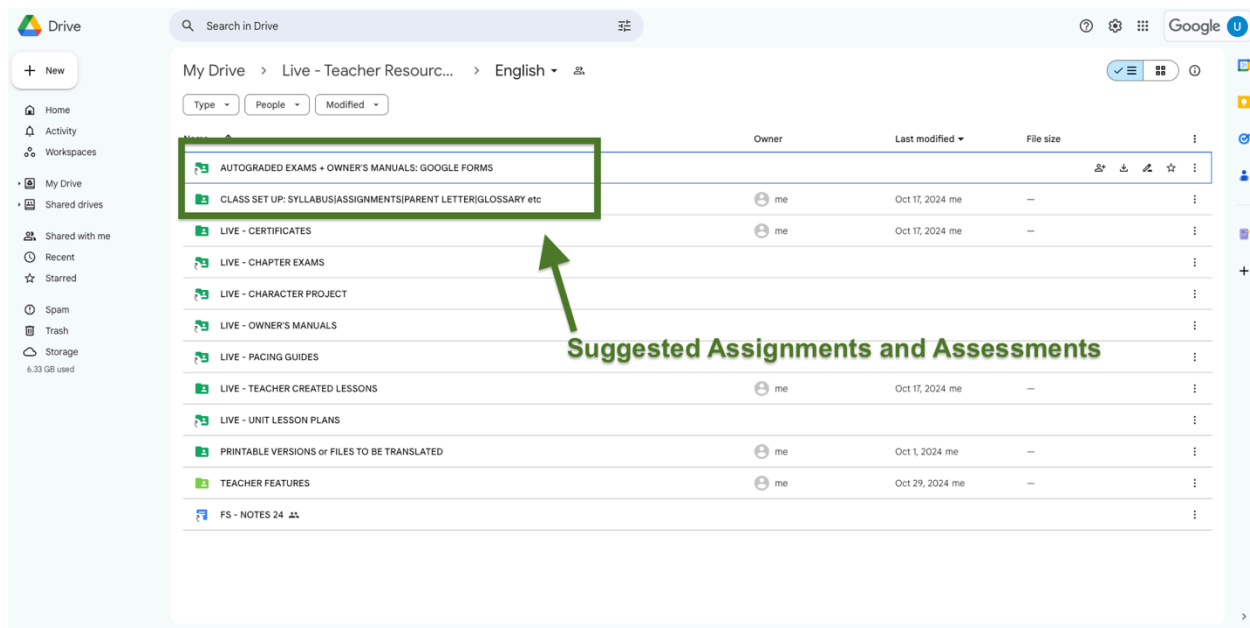 Drive
Search in Drive
Google U
New
My Drive > Live - Teacher Resourc... > English
Type People Modified
Home
Activity
Workspaces
My Drive
Shared drives
Shared with me
Recent
Starred
Spam
Trash
Storage
6.33 GB used
Name Owner Last modified File size
AUTOGRADED EXAMS + OWNER'S MANUALS: GOOGLE FORMS
CLASS SET UP: SYLLABUS|ASSIGNMENTS|PARENT LETTER|GLOSSARY etc me Oct 17, 2024 me —
LIVE - CERTIFICATES me Oct 17, 2024 me —
LIVE - CHAPTER EXAMS
LIVE - CHARACTER PROJECT
LIVE - OWNER'S MANUALS
Suggested Assignments and Assessments
LIVE - PACING GUIDES
LIVE - TEACHER CREATED LESSONS me Oct 17, 2024 me —
LIVE - UNIT LESSON PLANS
PRINTABLE VERSIONS or FILES TO BE TRANSLATED me Oct 1, 2024 me —
TEACHER FEATURES me Oct 29, 2024 me —
FS - NOTES 24